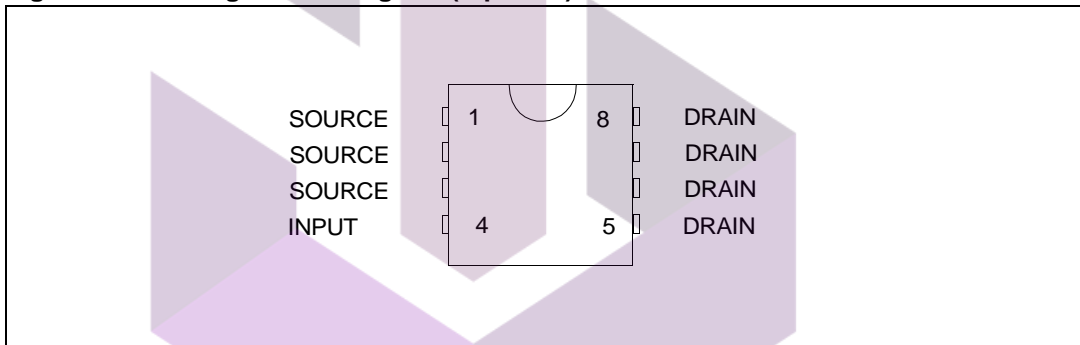 SOURCE 1 8 DRAIN
SOURCE DRAIN
SOURCE DRAIN
INPUT 4 5 DRAIN